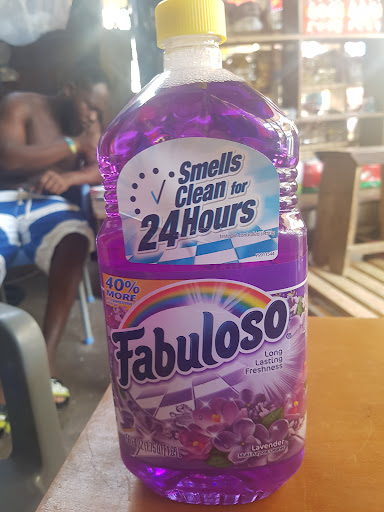 Smells
Clean for
24 Hours
40%
MORE
Fabuloso
Long
Lasting
Freshness
Lavender